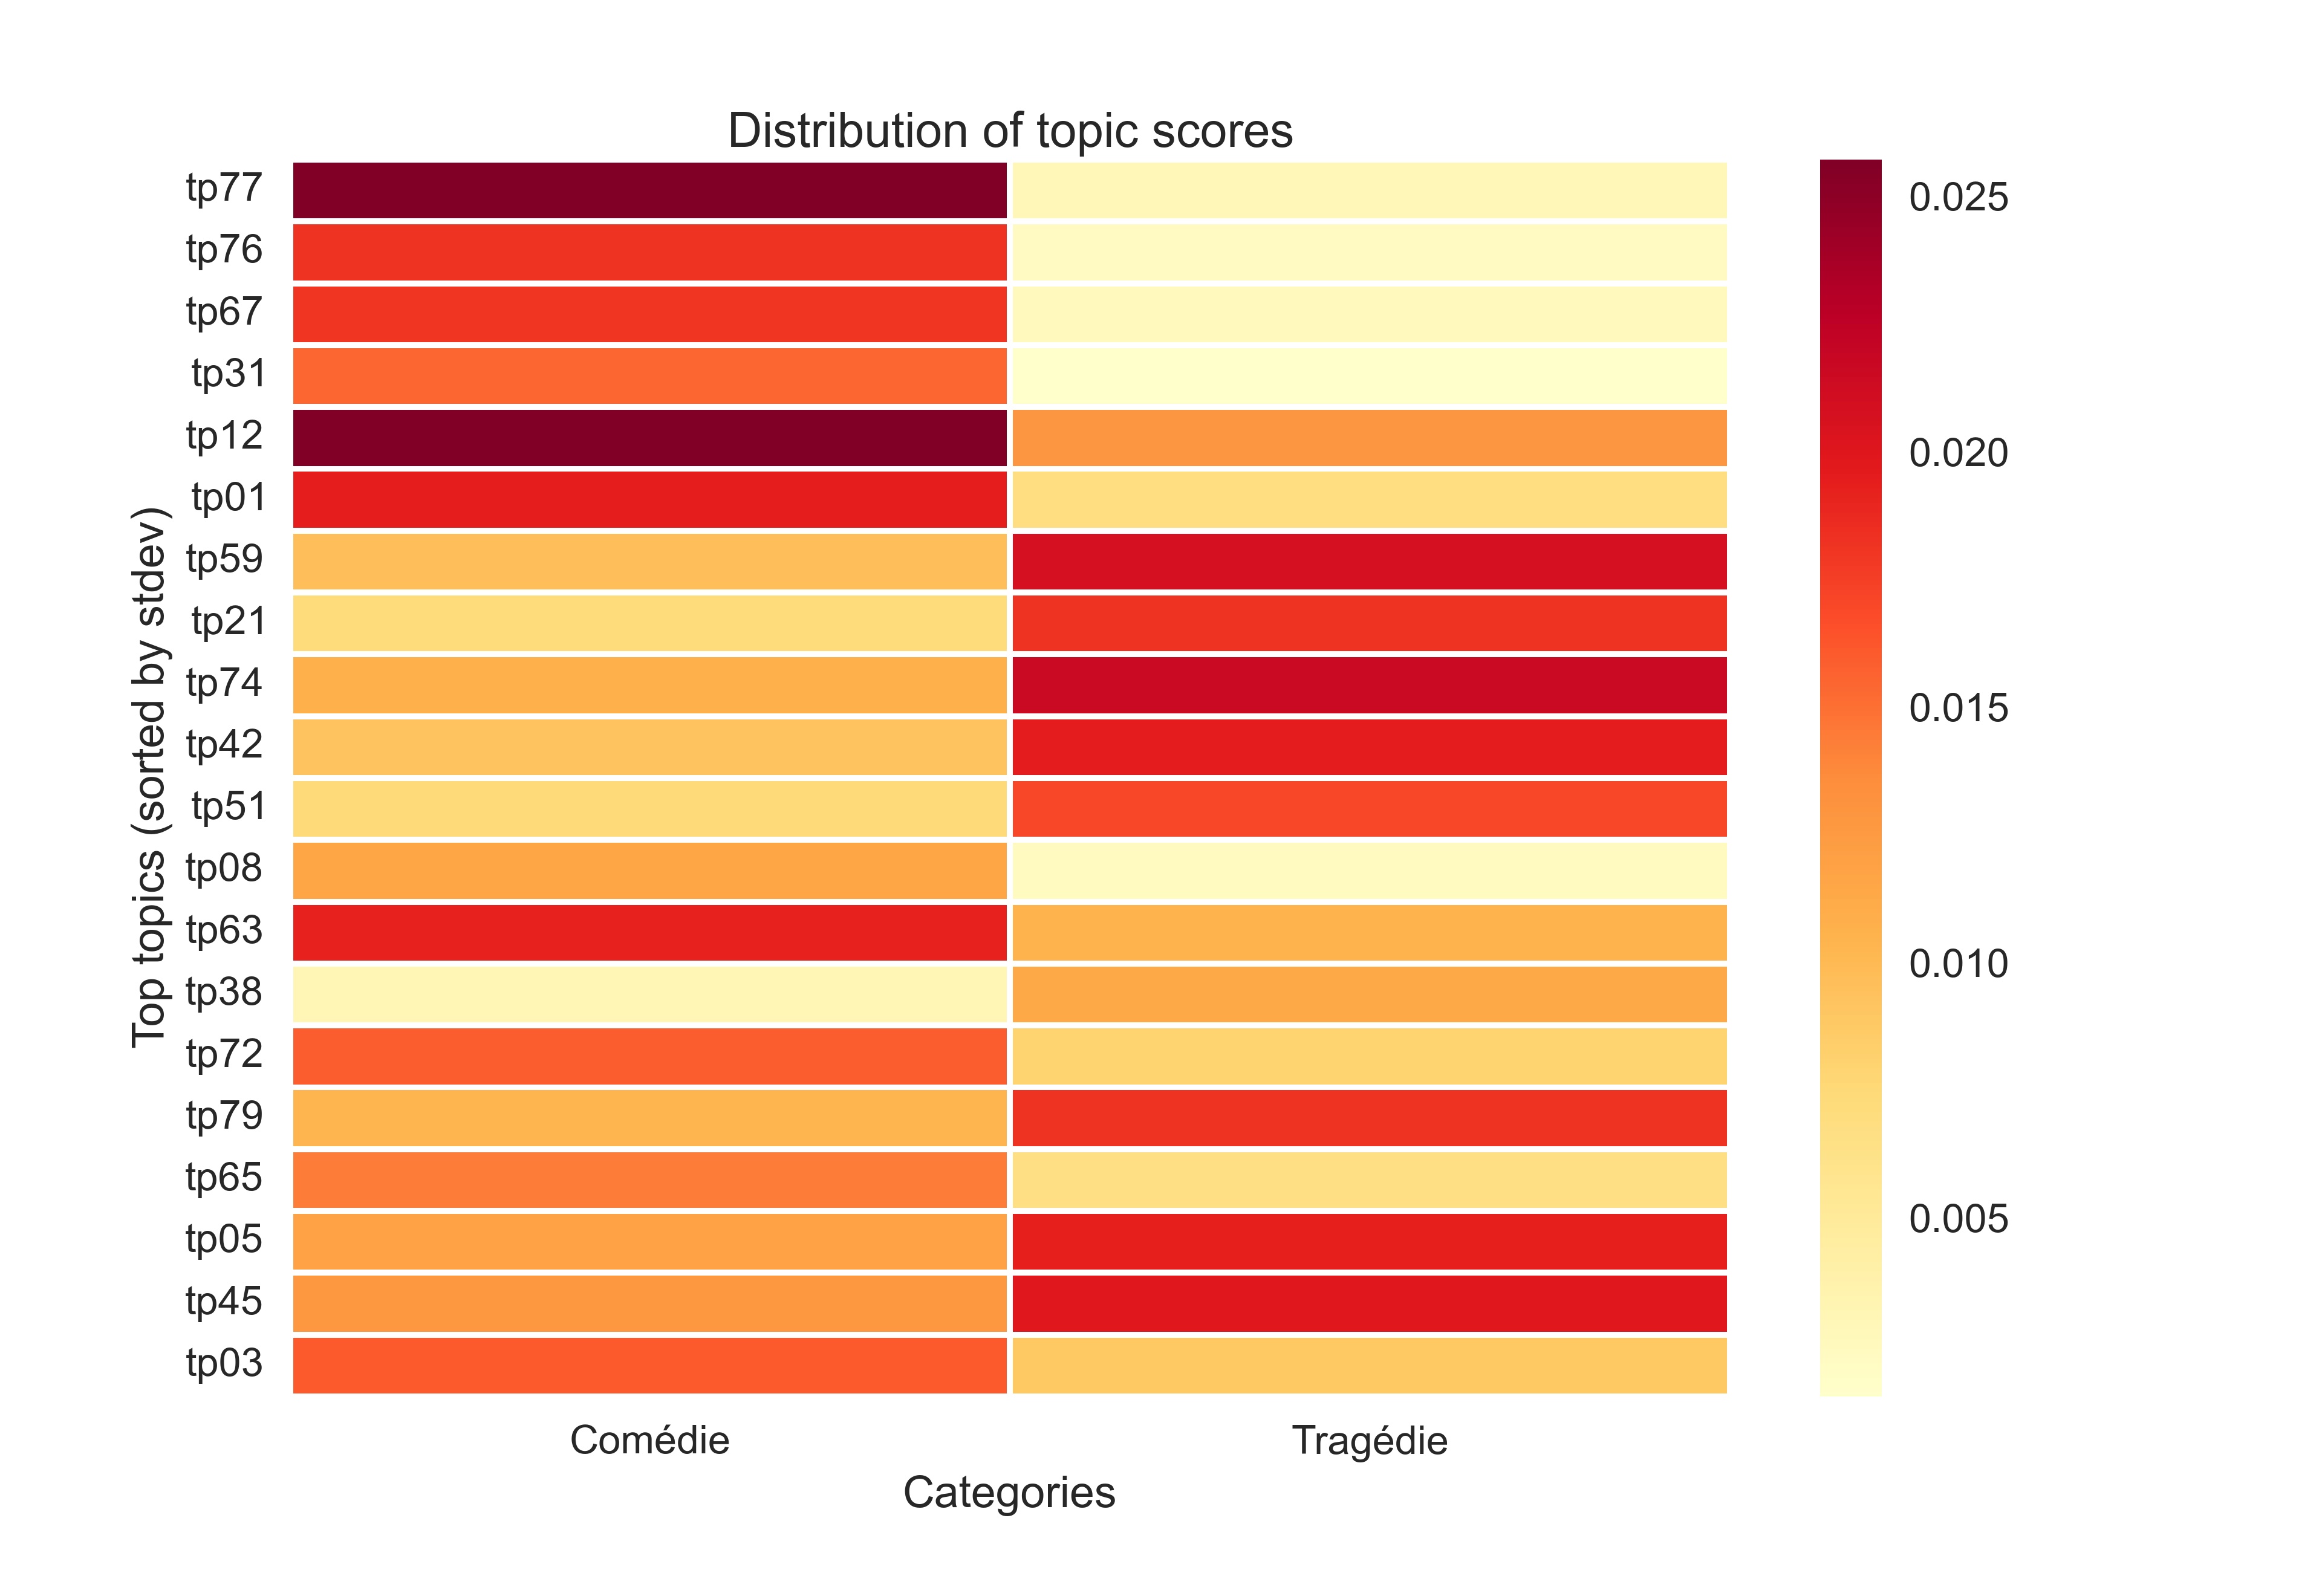 Distribution of topic scores
tp77
tp76
tp67
tp31
tp12
tp01
tp59
tp21
tp74
tp42
tp51
tp08
tp63
tp38
tp72
tp79
tp65
tp05
tp45
tp03
Top topics (sorted by stdev)
Comédie
Tragédie
Categories
0.025
0.020
0.015
0.010
0.005